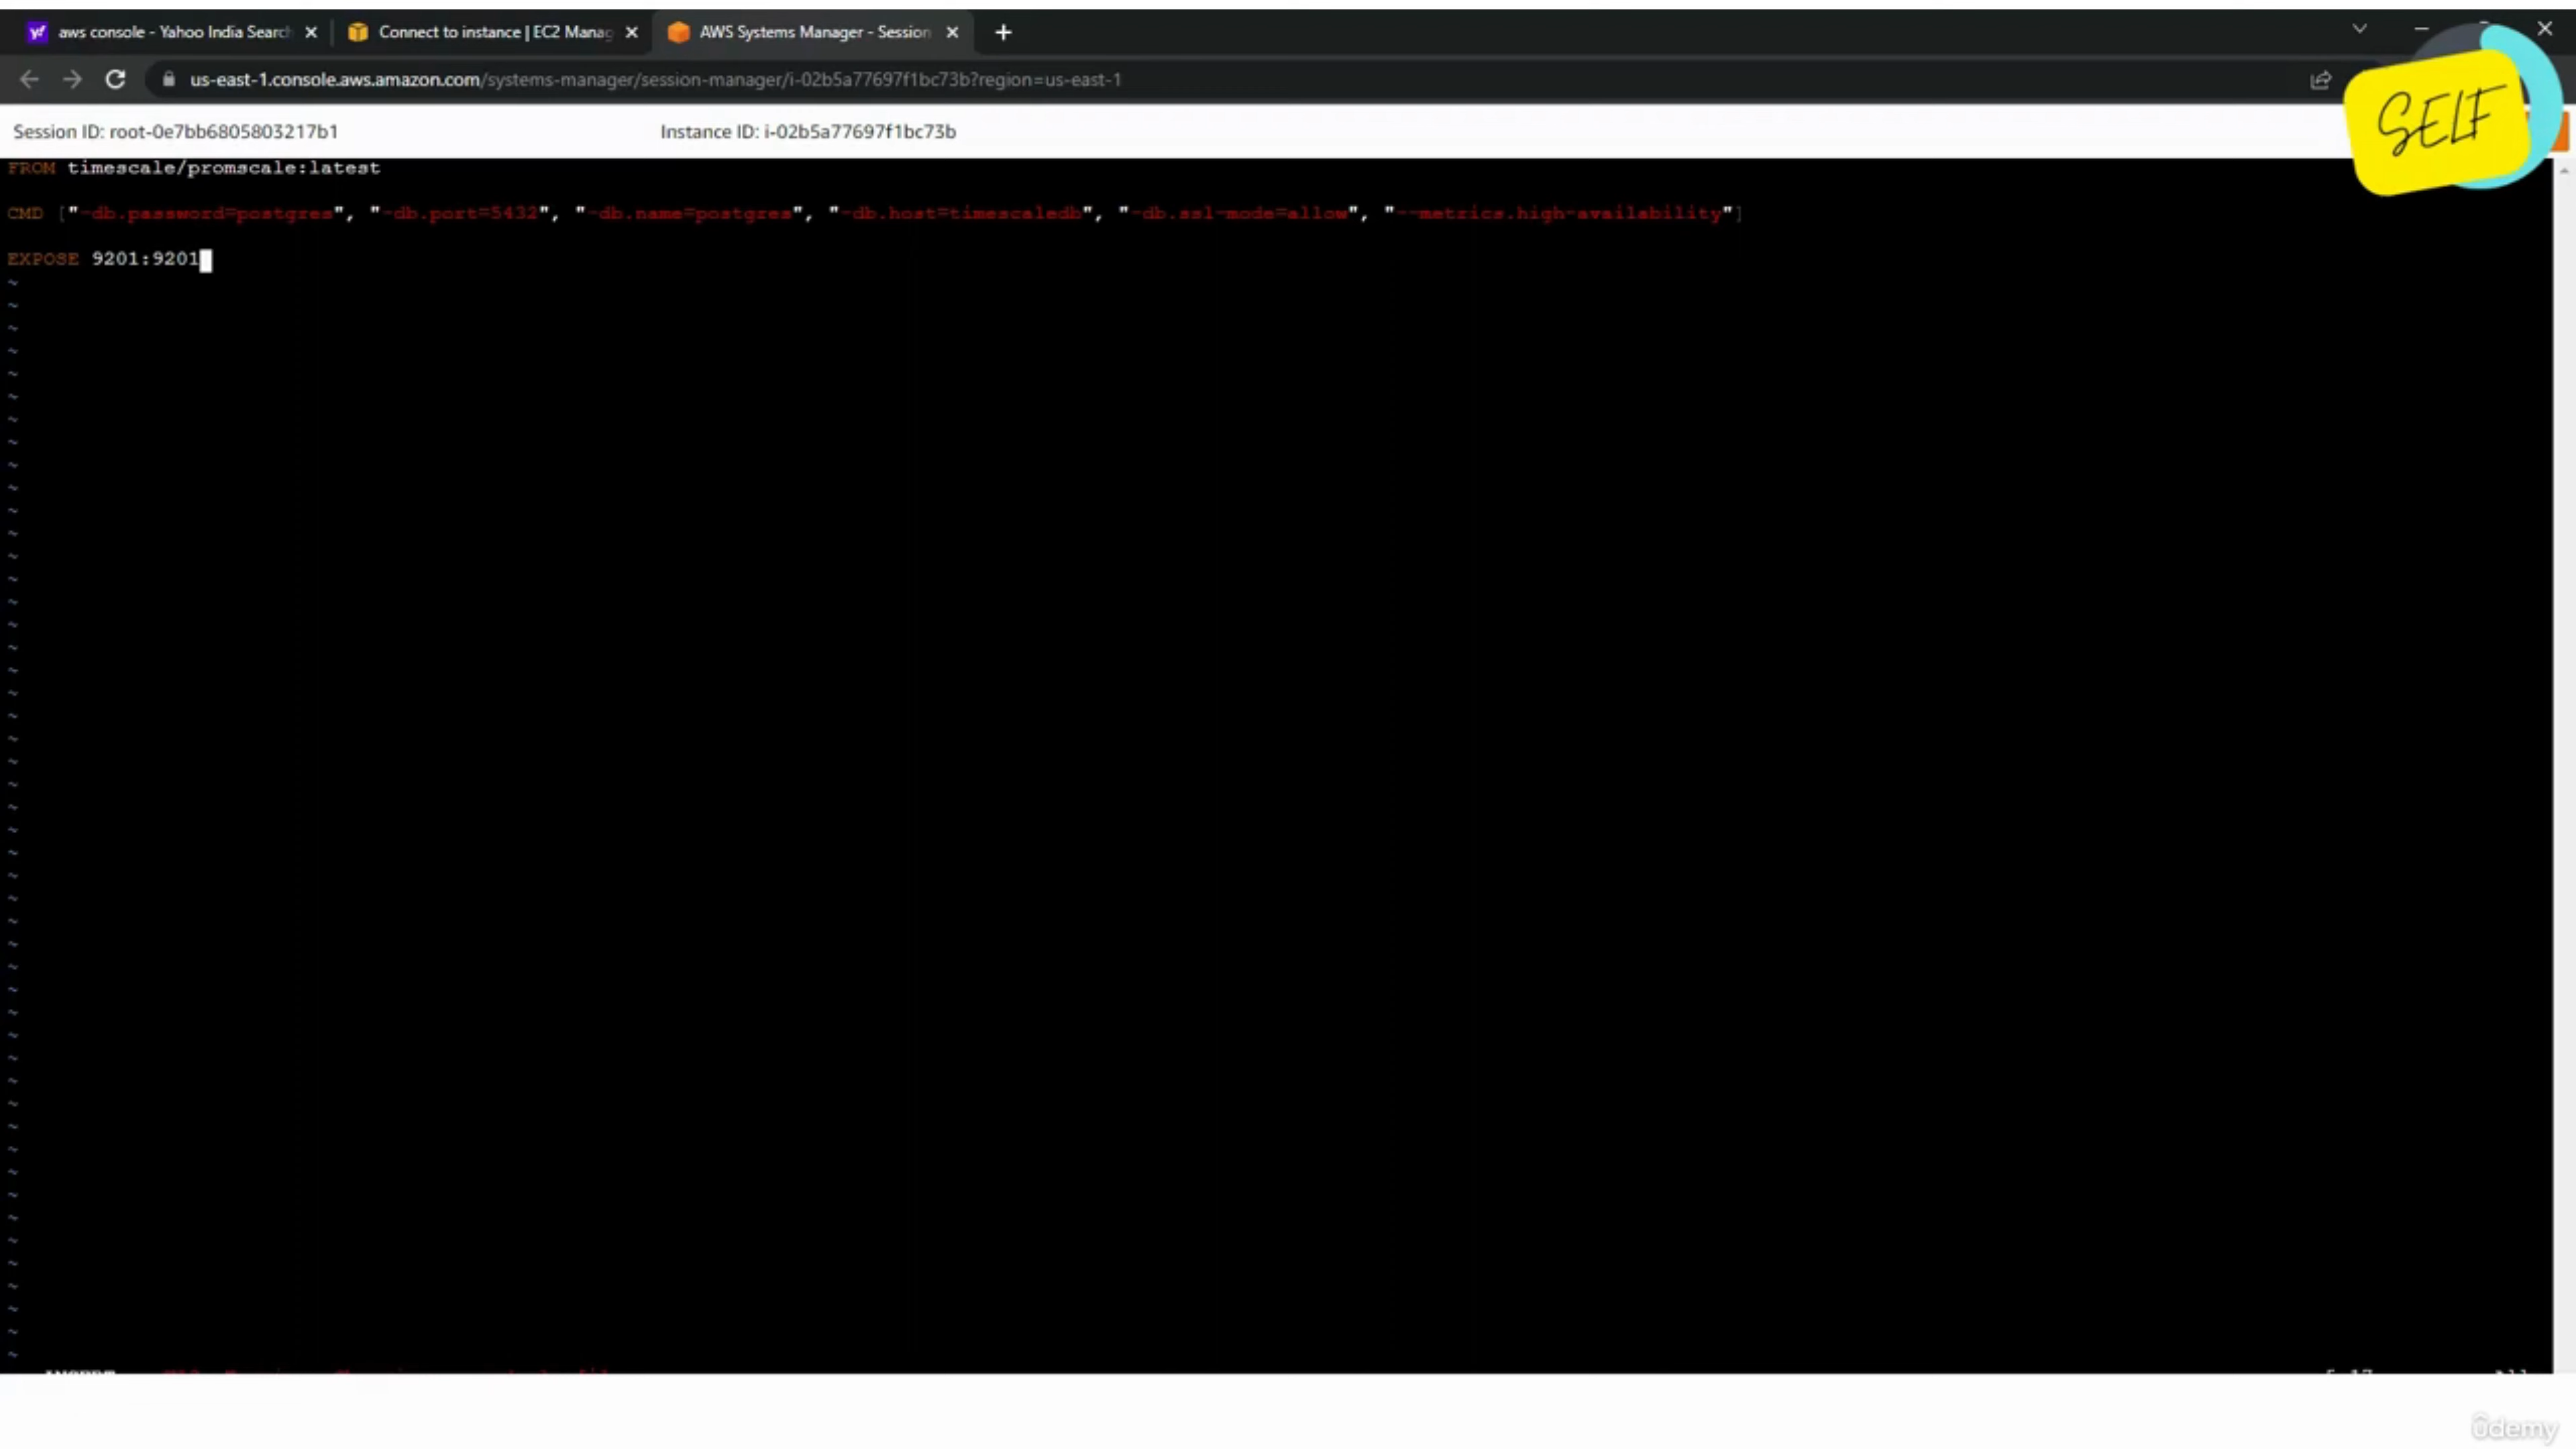 aws console - Yahoo India Search
Connect to instance | EC2 Manag
AWS Systems Manager - Session
us-east-1.console.aws.amazon.com/systems-manager/session-manager/i-02b5a77697f1bc73b?region=us-east-1
SELF
Session ID: root-0e7bb6805803217b1
Instance ID: i-02b5a77697f1bc73b
FROM timescale/promscale:latest
CMD ["-db.password=postgres", "-db.port=5432", "-db.name=postgres", "-db.host=timescaledb", "-db.ssl-mode=allow", "--metrics.high-availability"]
EXPOSE 9201:9201
INSERT
ûdemy